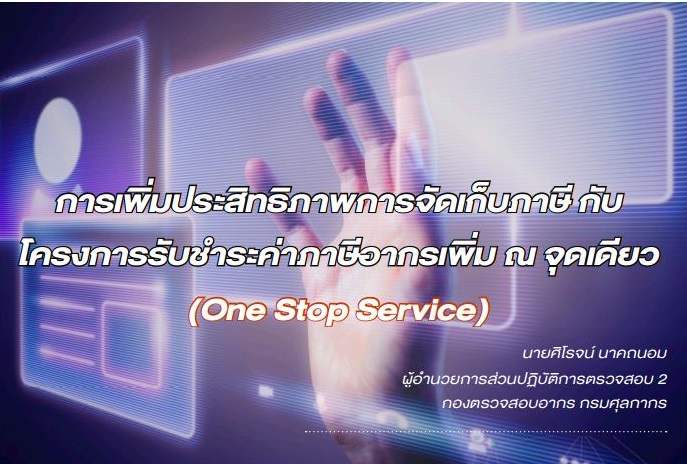 การเพิ่มประสิทธิภาพการจัดเก็บภาษี กับ
โครงการรับชำระค่าภาษีอากรเพิ่ม ณ จุดเดียว
(One Stop Service)
นายศิโรจน์ นาคถนอม
ผู้อำนวยการส่วนปฏิบัติการตรวจสอบ 2
กองตรวจสอบอากร กรมศุลกากร